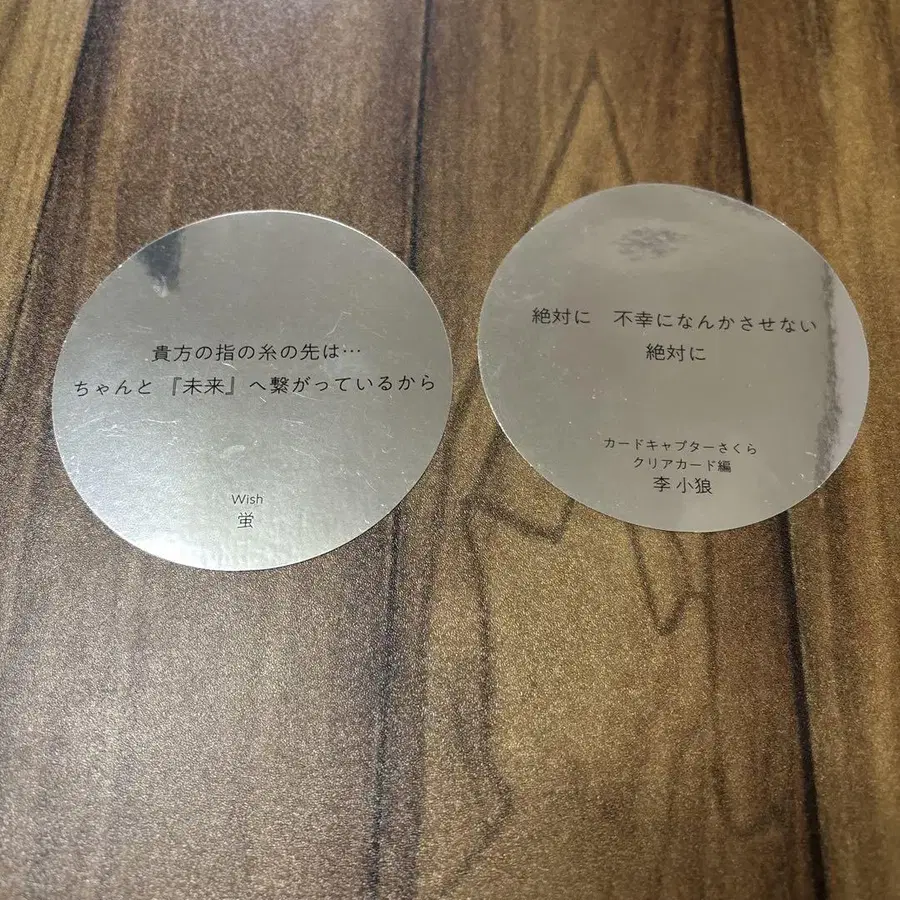 貴方の指の糸の先は…
ちゃんと『未来』へ繋がっているから
Wish
蛍
絶対に　不幸になんかさせない
絶対に
カードキャプターさくら
クリアカード編
李 小狼